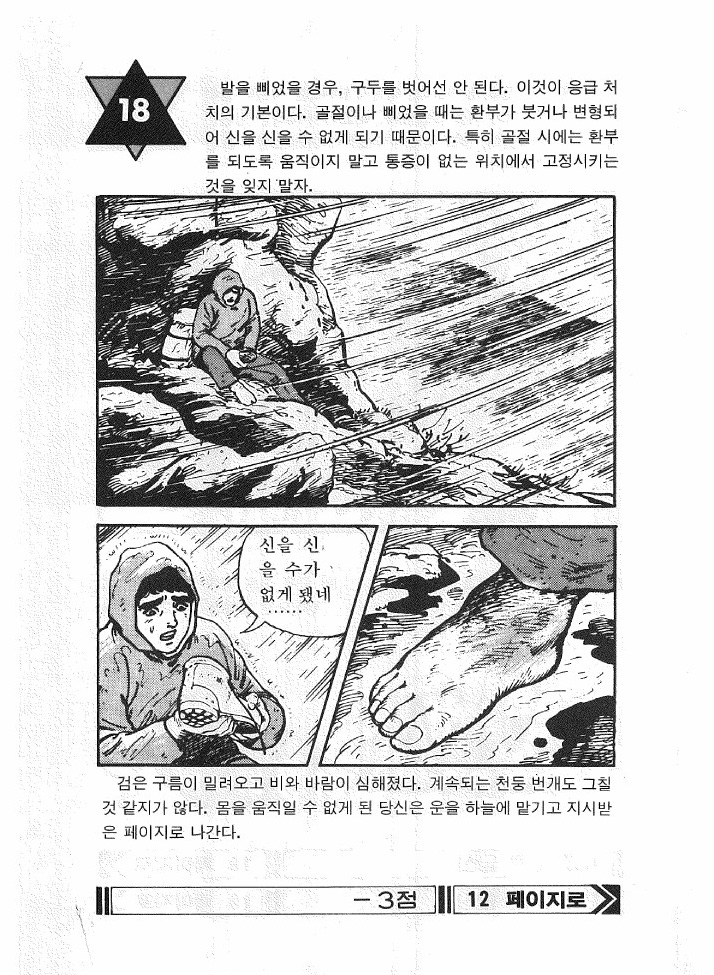 18
발을 삐었을 경우, 구두를 벗어선 안 된다. 이것이 응급 처
치의 기본이다. 골절이나 삐었을 때는 환부가 붓거나 변형되
어 신을 신을 수 없게 되기 때문이다. 특히 골절 시에는 환부
를 되도록 움직이지 말고 통증이 없는 위치에서 고정시키는
것을 잊지 말자.
신을 신
을 수가
없게 됐네
……
검은 구름이 밀려오고 비와 바람이 심해졌다. 계속되는 천둥 번개도 그칠
것 같지가 않다. 몸을 움직일 수 없게 된 당신은 운을 하늘에 맡기고 지시받
은 페이지로 나간다.
－3점
12 페이지로